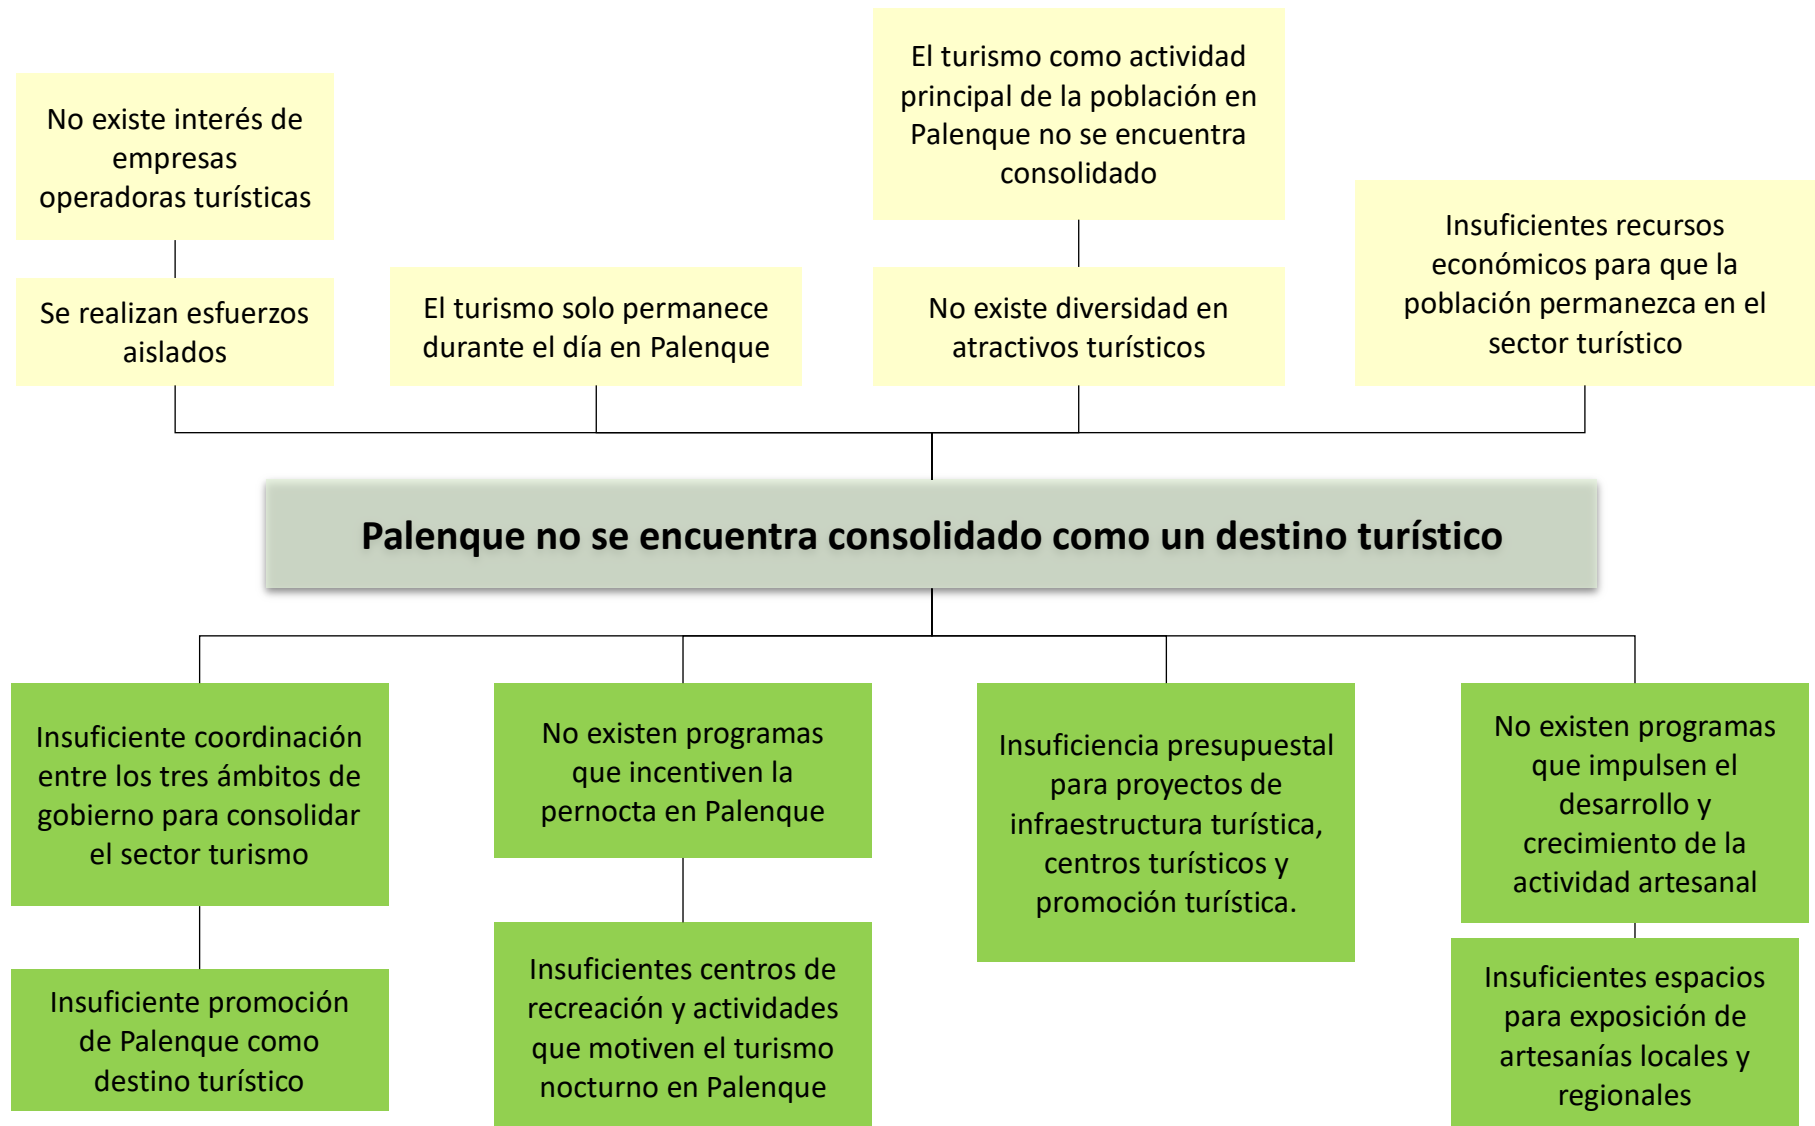 No existe interés de
empresas
operadoras turísticas
El turismo como actividad
principal de la población en
Palenque no se encuentra
consolidado
Se realizan esfuerzos
aislados
El turismo solo permanece
durante el día en Palenque
No existe diversidad en
atractivos turísticos
Insuficientes recursos
económicos para que la
población permanezca en el
sector turístico
Palenque no se encuentra consolidado como un destino turístico
Insuficiente coordinación
entre los tres ámbitos de
gobierno para consolidar
el sector turismo
No existen programas
que incentiven la
pernocta en Palenque
Insuficiencia presupuestal
para proyectos de
infraestructura turística,
centros turísticos y
promoción turística.
No existen programas
que impulsen el
desarrollo y
crecimiento de la
actividad artesanal
Insuficiente promoción
de Palenque como
destino turístico
Insuficientes centros de
recreación y actividades
que motiven el turismo
nocturno en Palenque
Insuficientes espacios
para exposición de
artesanías locales y
regionales